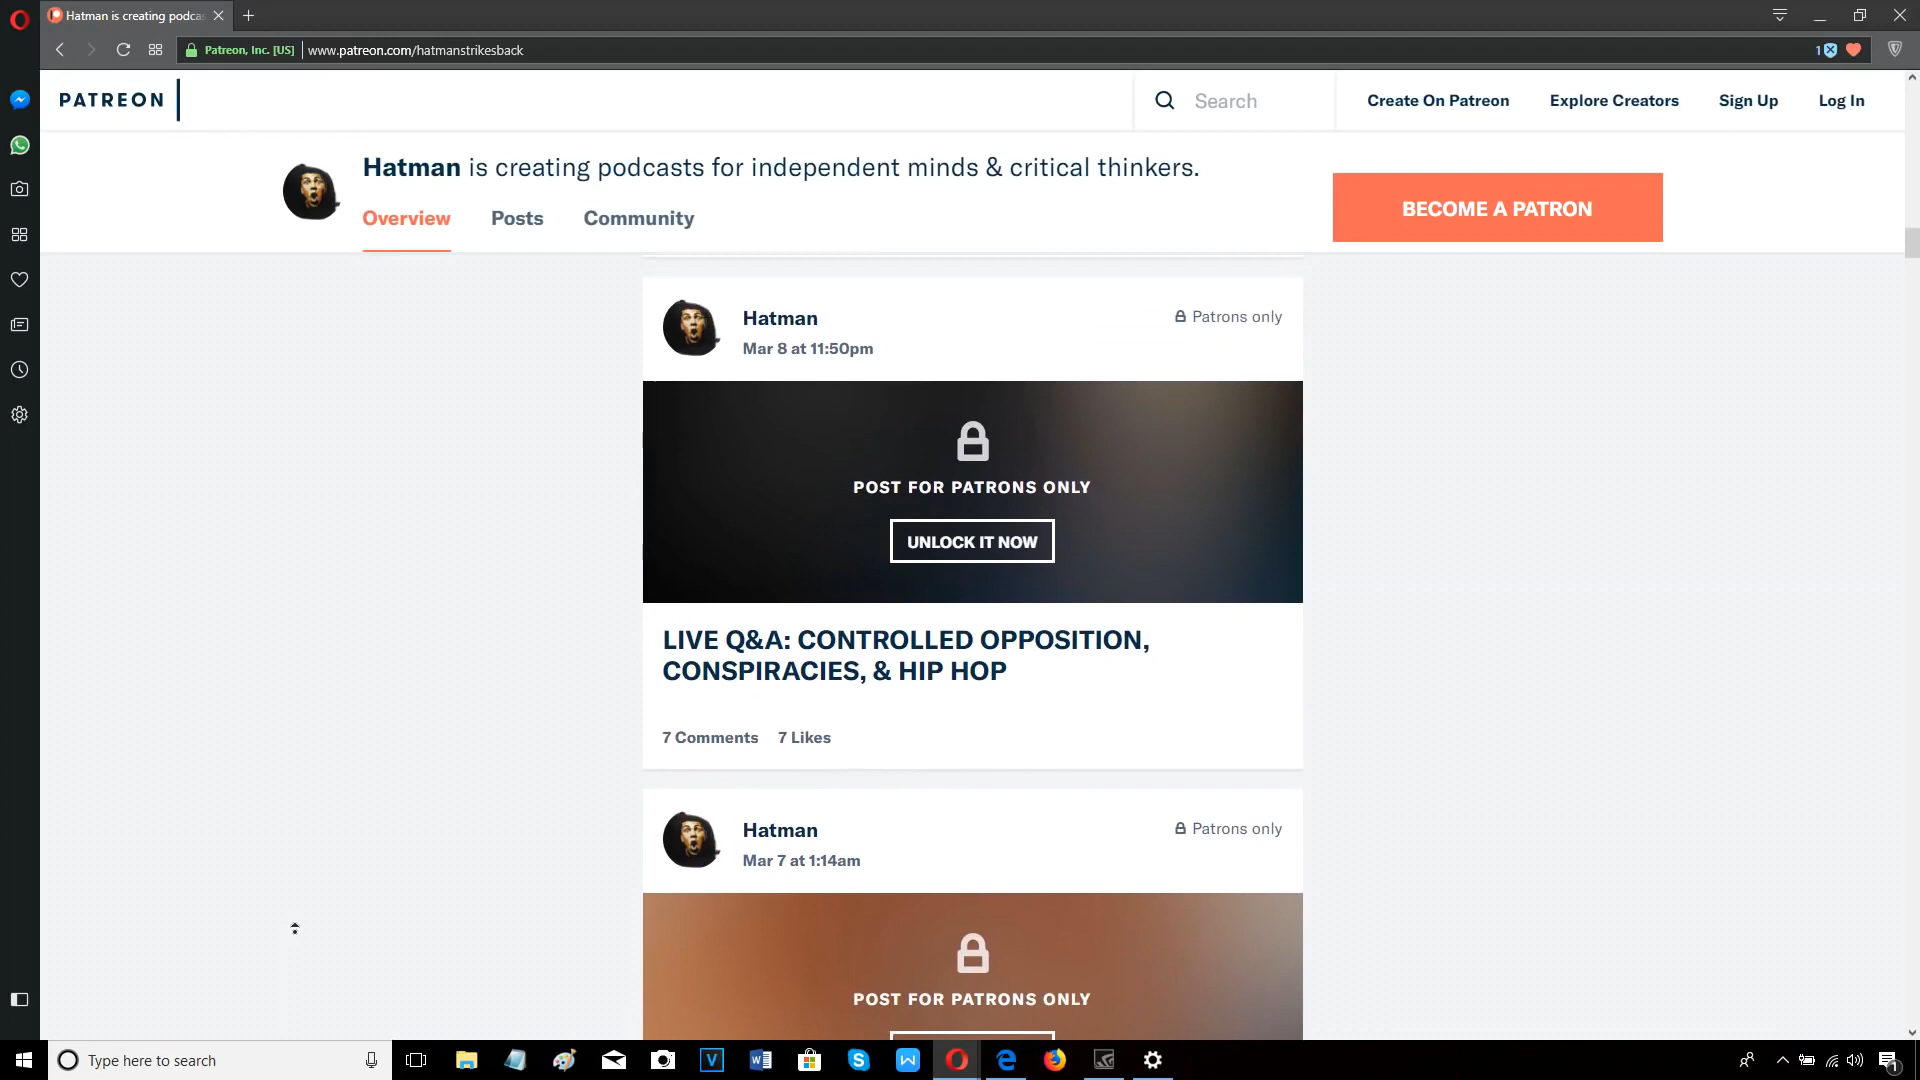 Hatman is creating podca
Patreon, Inc. [US] www.patreon.com/hatmanstrikesback 1
PATREON Search Create On Patreon Explore Creators Sign Up Log In
Hatman is creating podcasts for independent minds & critical thinkers.
Overview Posts Community
BECOME A PATRON
Hatman Patrons only
Mar 8 at 11:50pm
POST FOR PATRONS ONLY
UNLOCK IT NOW
LIVE Q&A: CONTROLLED OPPOSITION,
CONSPIRACIES, & HIP HOP
7 Comments 7 Likes
Hatman Patrons only
Mar 7 at 1:14am
POST FOR PATRONS ONLY
Type here to search
1